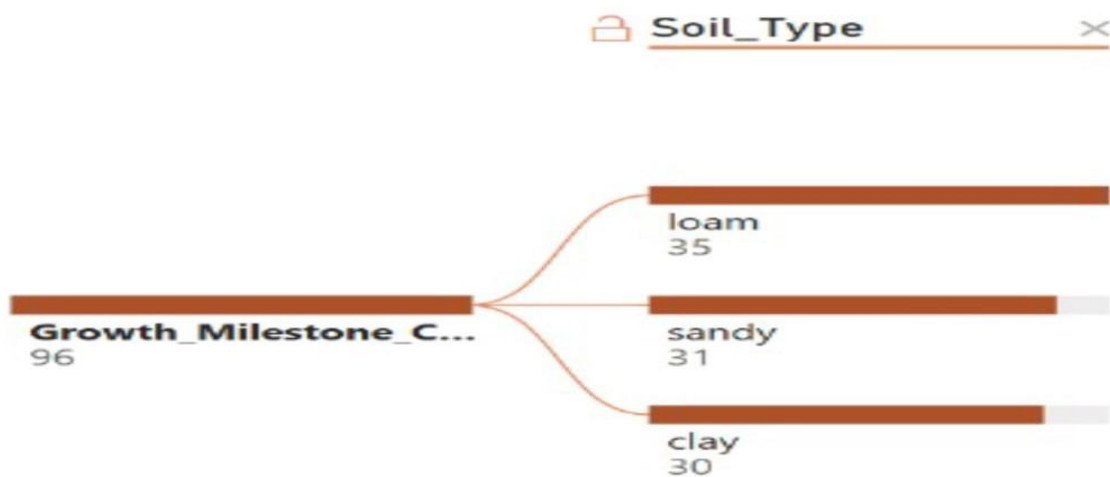 Soil_Type
loam
35
Growth_Milestone_C...
96
sandy
31
clay
30